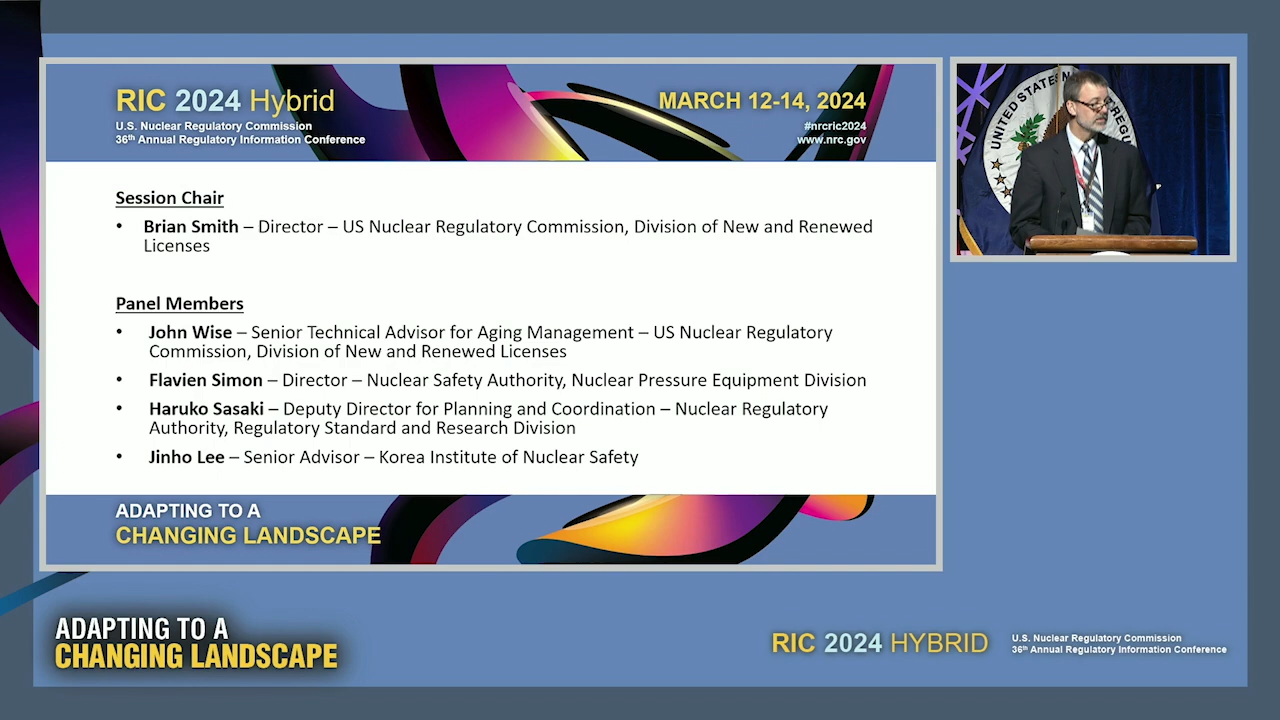 RIC 2024 Hybrid
U.S. Nuclear Regulatory Commission
36th Annual Regulatory Information Conference
MARCH 12-14, 2024
#nrcric2024
www.nrc.gov
Session Chair
• Brian Smith – Director – US Nuclear Regulatory Commission, Division of New and Renewed
Licenses
Panel Members
• John Wise – Senior Technical Advisor for Aging Management – US Nuclear Regulatory
Commission, Division of New and Renewed Licenses
• Flavien Simon – Director – Nuclear Safety Authority, Nuclear Pressure Equipment Division
• Haruko Sasaki – Deputy Director for Planning and Coordination – Nuclear Regulatory
Authority, Regulatory Standard and Research Division
• Jinho Lee – Senior Advisor – Korea Institute of Nuclear Safety
ADAPTING TO A
CHANGING LANDSCAPE
UNITED STATES
ADAPTING TO A
CHANGING LANDSCAPE
RIC 2024 HYBRID
U.S. Nuclear Regulatory Commission
36th Annual Regulatory Information Conference